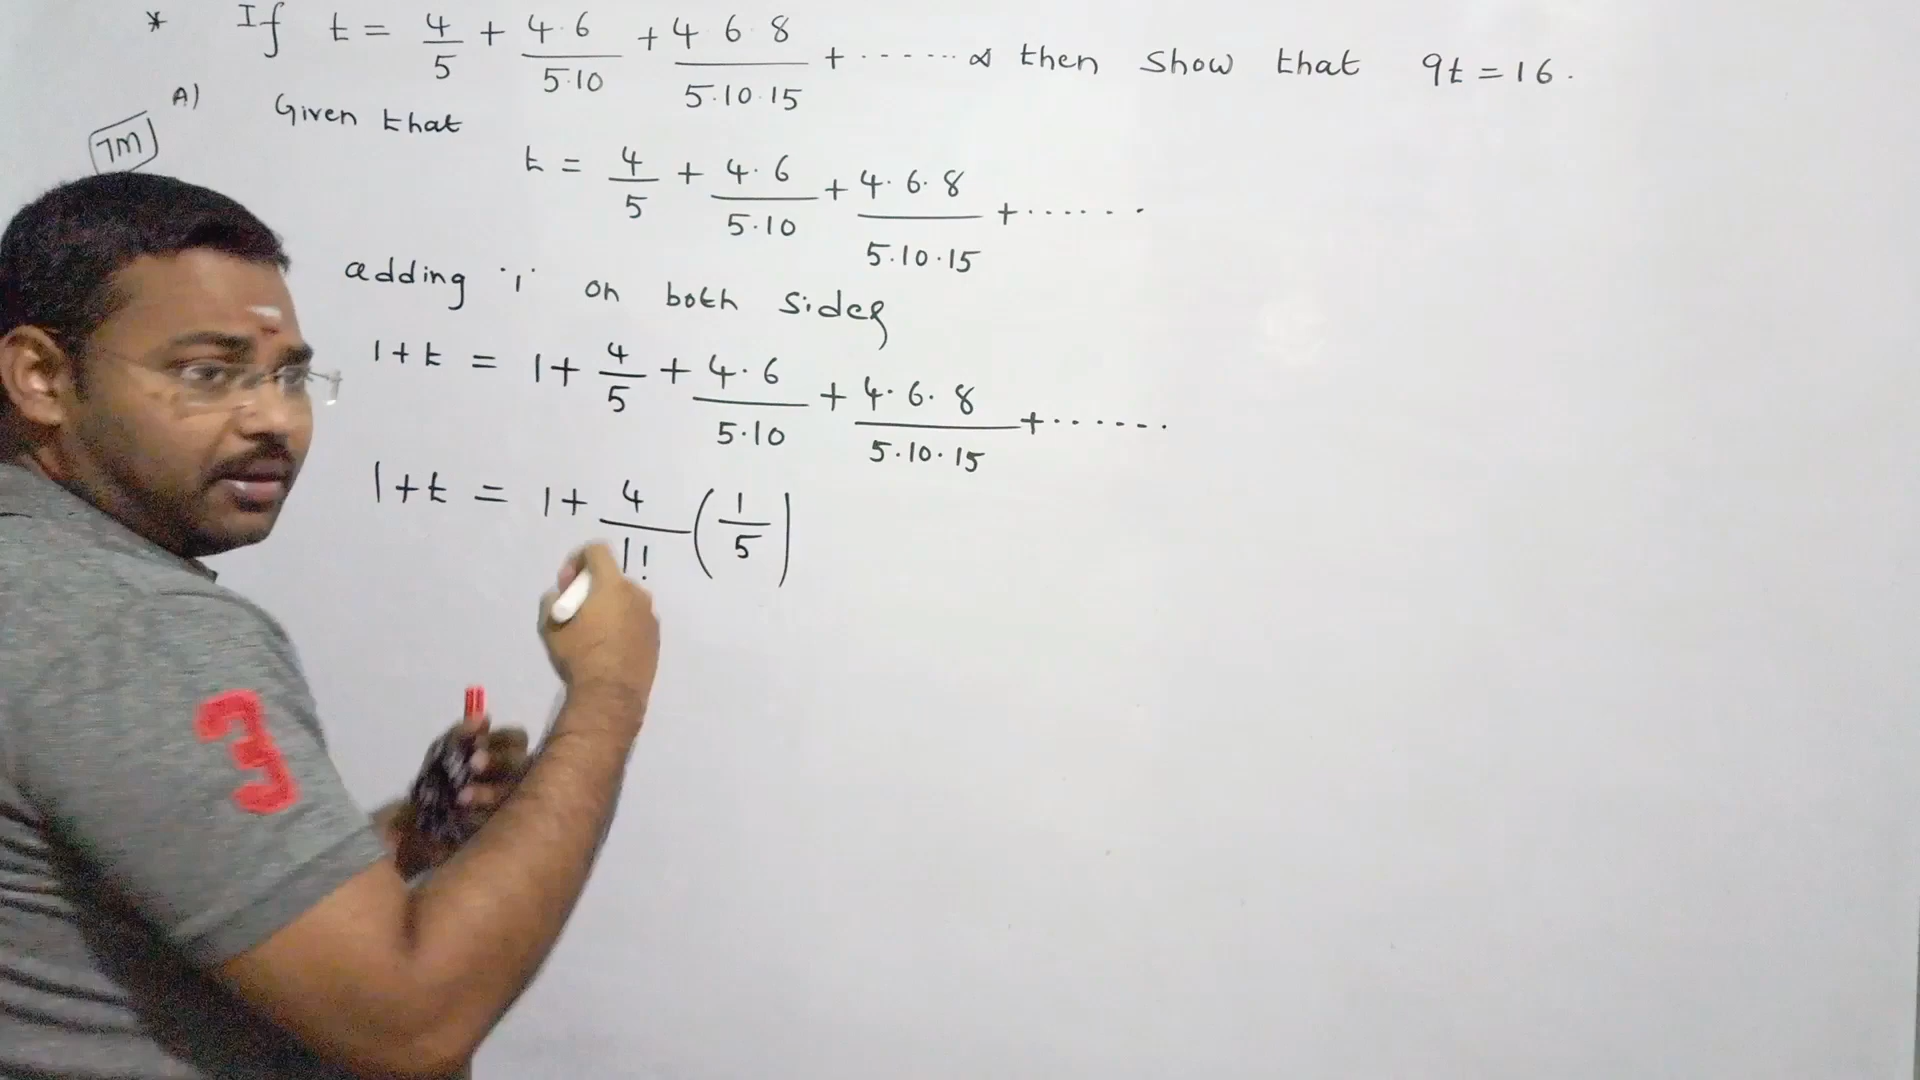 * If t = 4/5 + 4·6/5·10 + 4 6 8/5·10·15 + ------- ∝ then show that 9t = 16.
A) Given that
7M
t = 4/5 + 4·6/5·10 + 4·6·8/5·10·15 + ......
adding '1' on both sides
1+t = 1 + 4/5 + 4·6/5·10 + 4·6·8/5·10·15 + ......
1+t = 1 + 4/1! (1/5)
3